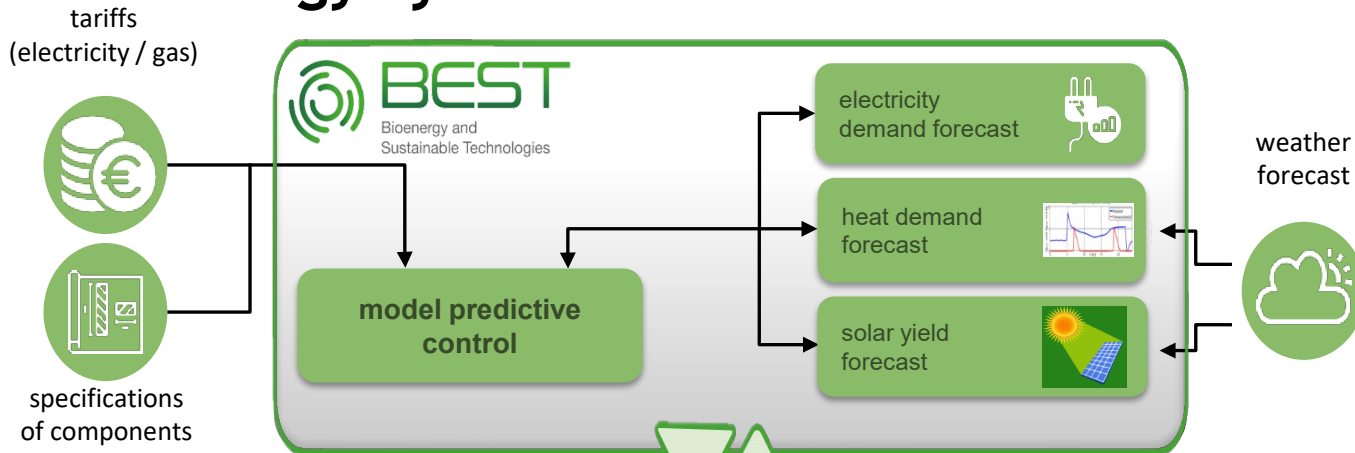 tariffs
(electricity / gas)
BEST
Bioenergy and
Sustainable Technologies
electricity
demand forecast
weather
forecast
heat demand
forecast
model predictive
control
solar yield
forecast
specifications
of components